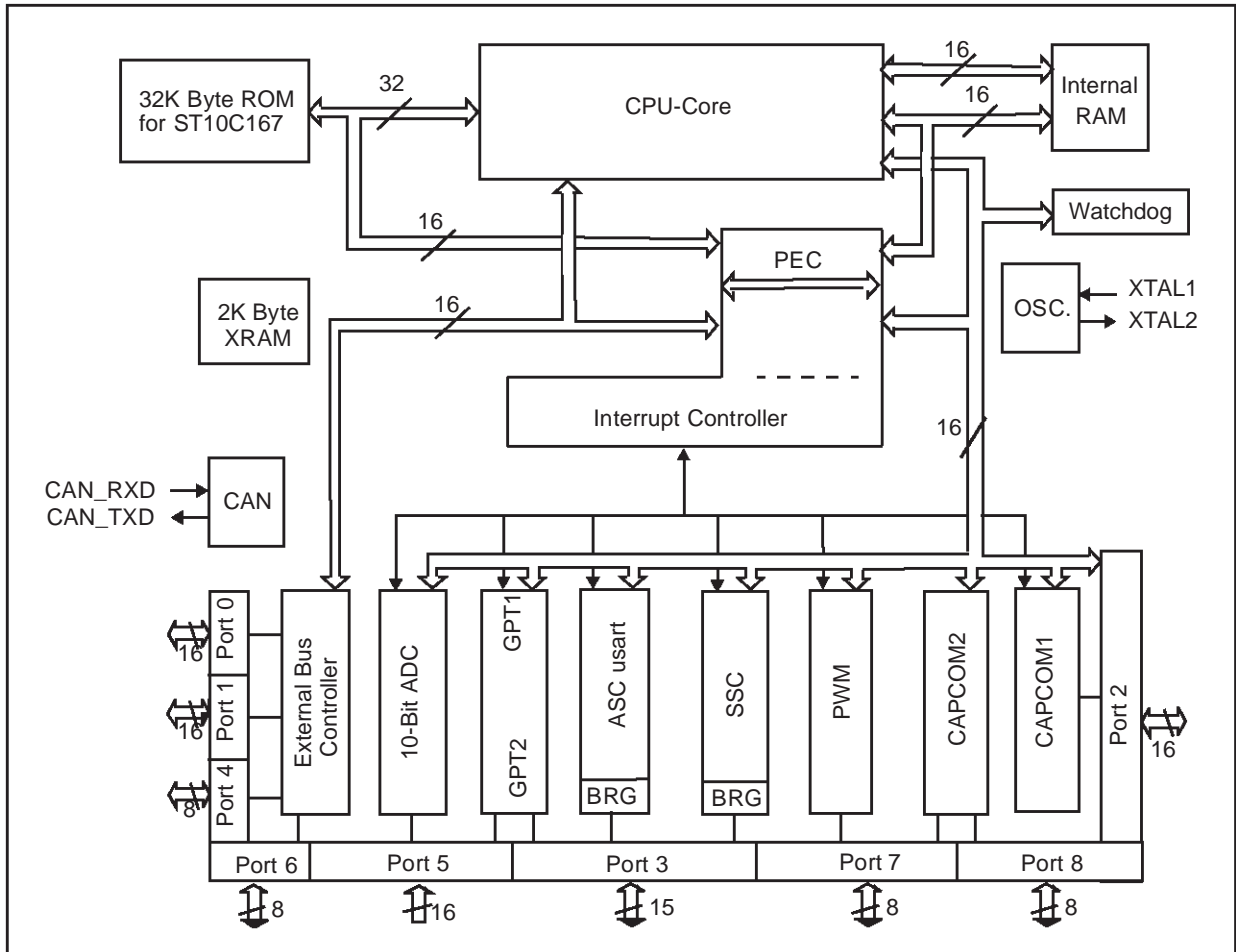 32K Byte ROM
for ST10C167
32
CPU-Core
16
16
Internal
RAM
Watchdog
16
PEC
2K Byte
XRAM
16
OSC.
XTAL1
XTAL2
Interrupt Controller
16
CAN_RXD
CAN_TXD
CAN
Port 0
16
Port 1
16
Port 4
8
External Bus
Controller
10-Bit ADC
GPT1
GPT2
ASC usart
BRG
SSC
BRG
PWM
CAPCOM2
CAPCOM1
Port 2
16
Port 6
Port 5
Port 3
Port 7
Port 8
8
16
15
8
8